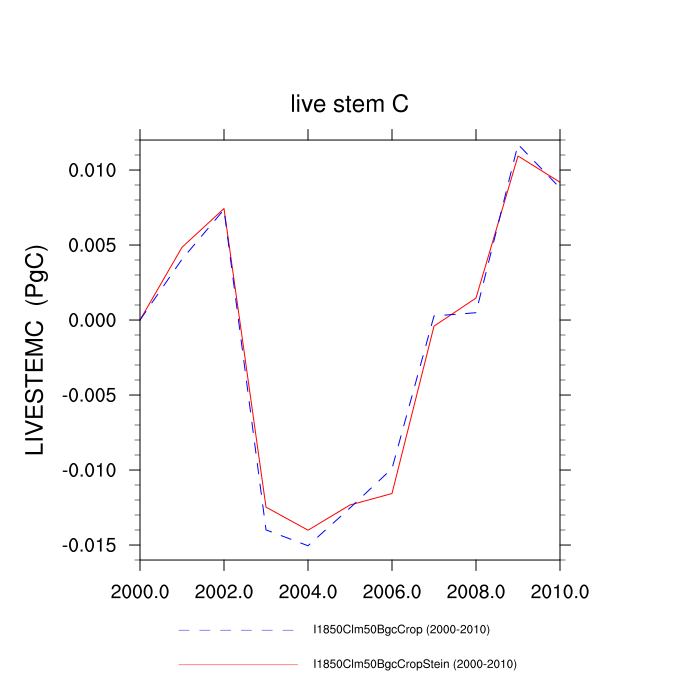 live stem C
LIVESTEMC (PgC)
0.010
0.005
0.000
-0.005
-0.010
-0.015
2000.0 2002.0 2004.0 2006.0 2008.0 2010.0
I1850Clm50BgcCrop (2000-2010)
I1850Clm50BgcCropStein (2000-2010)